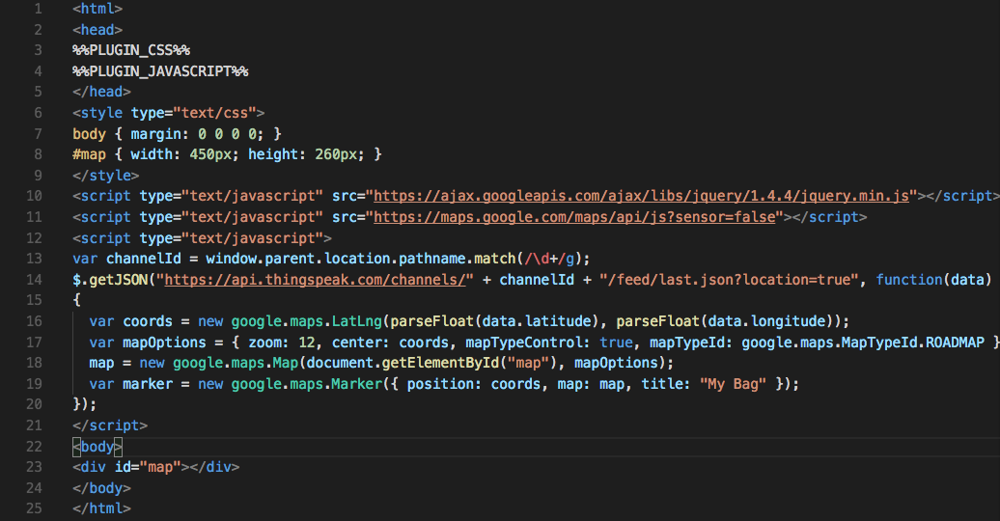 1 <html>
2 <head>
3 %%PLUGIN_CSS%%
4 %%PLUGIN_JAVASCRIPT%%
5 </head>
6 <style type="text/css">
7 body { margin: 0 0 0 0; }
8 #map { width: 450px; height: 260px; }
9 </style>
10 <script type="text/javascript" src="https://ajax.googleapis.com/ajax/libs/jquery/1.4.4/jquery.min.js"></script>
11 <script type="text/javascript" src="https://maps.google.com/maps/api/js?sensor=false"></script>
12 <script type="text/javascript">
13 var channelId = window.parent.location.pathname.match(/\d+/g);
14 $.getJSON("https://api.thingspeak.com/channels/" + channelId + "/feed/last.json?location=true", function(data)
15 {
16   var coords = new google.maps.LatLng(parseFloat(data.latitude), parseFloat(data.longitude));
17   var mapOptions = { zoom: 12, center: coords, mapTypeControl: true, mapTypeId: google.maps.MapTypeId.ROADMAP }
18   map = new google.maps.Map(document.getElementById("map"), mapOptions);
19   var marker = new google.maps.Marker({ position: coords, map: map, title: "My Bag" });
20 });
21 </script>
22 <body>
23 <div id="map"></div>
24 </body>
25 </html>